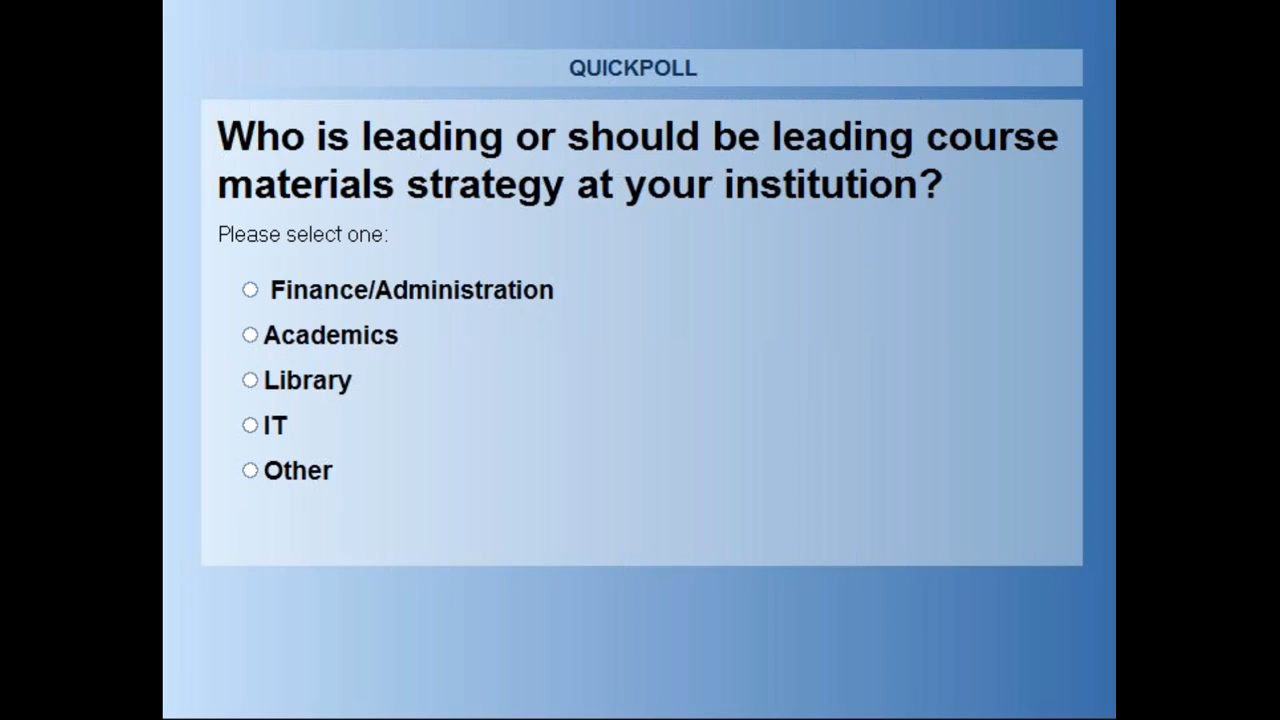 QUICKPOLL
Who is leading or should be leading course
materials strategy at your institution?
Please select one:
Finance/Administration
Academics
Library
IT
Other